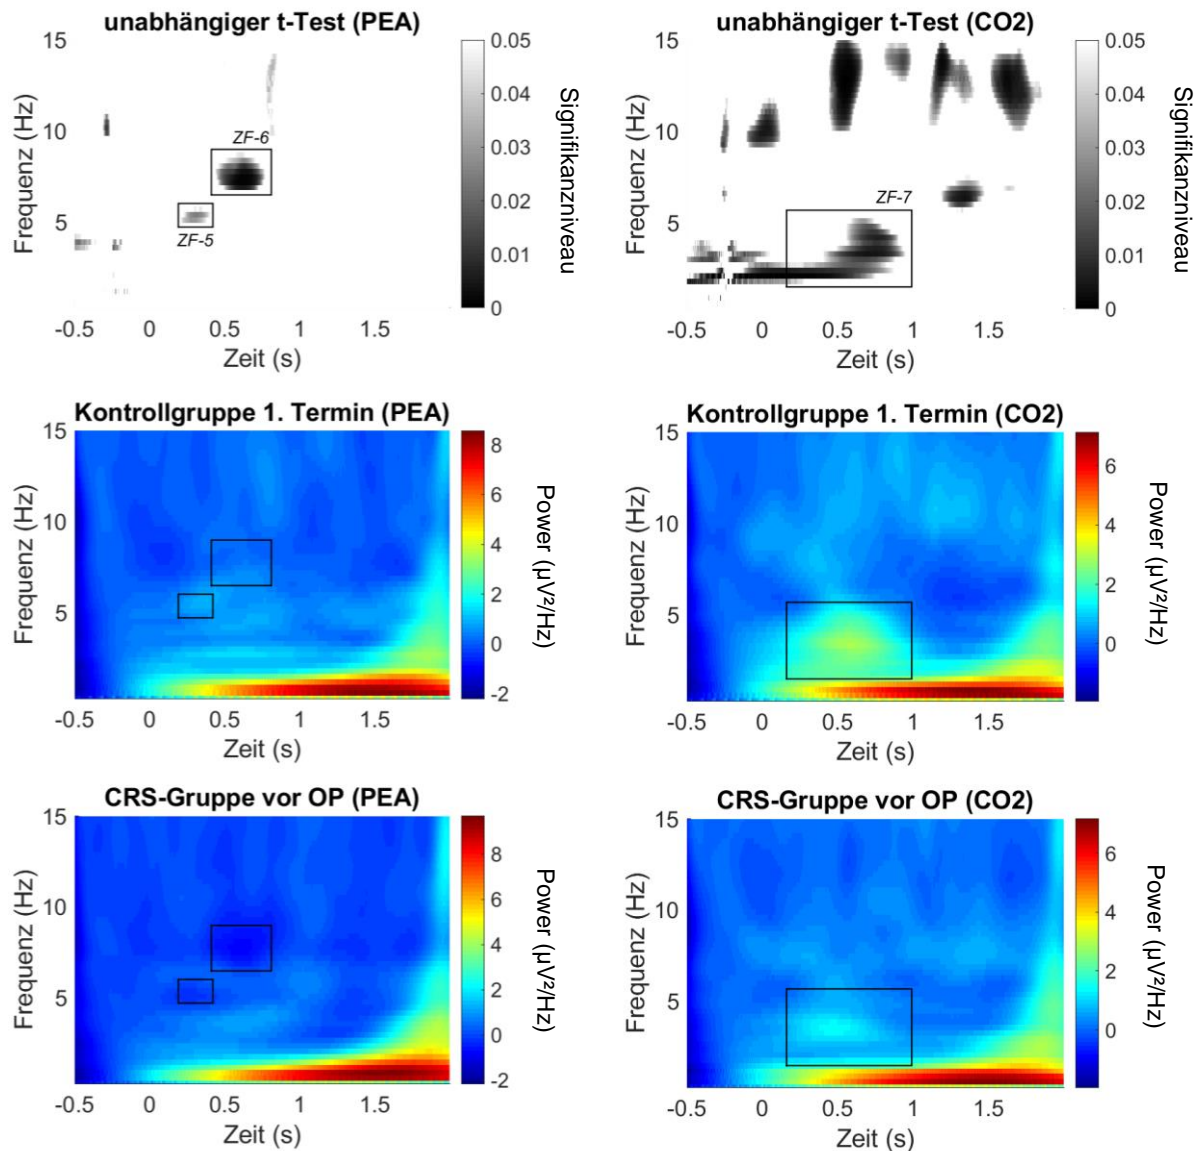 unabhängiger t-Test (PEA)
15
10
5
Frequenz (Hz)
ZF-6
ZF-5
-0.5 0 0.5 1 1.5
Zeit (s)
0.05
0.04
0.03
0.02
0.01
0
Signifikanzniveau
unabhängiger t-Test (CO2)
15
10
5
Frequenz (Hz)
ZF-7
-0.5 0 0.5 1 1.5
Zeit (s)
0.05
0.04
0.03
0.02
0.01
0
Signifikanzniveau
Kontrollgruppe 1. Termin (PEA)
15
10
5
Frequenz (Hz)
-0.5 0 0.5 1 1.5
Zeit (s)
8
6
4
2
0
-2
Power (µV²/Hz)
Kontrollgruppe 1. Termin (CO2)
15
10
5
Frequenz (Hz)
-0.5 0 0.5 1 1.5
Zeit (s)
6
4
2
0
Power (µV²/Hz)
CRS-Gruppe vor OP (PEA)
15
10
5
Frequenz (Hz)
-0.5 0 0.5 1 1.5
Zeit (s)
8
6
4
2
0
-2
Power (µV²/Hz)
CRS-Gruppe vor OP (CO2)
15
10
5
Frequenz (Hz)
-0.5 0 0.5 1 1.5
Zeit (s)
6
4
2
0
Power (µV²/Hz)